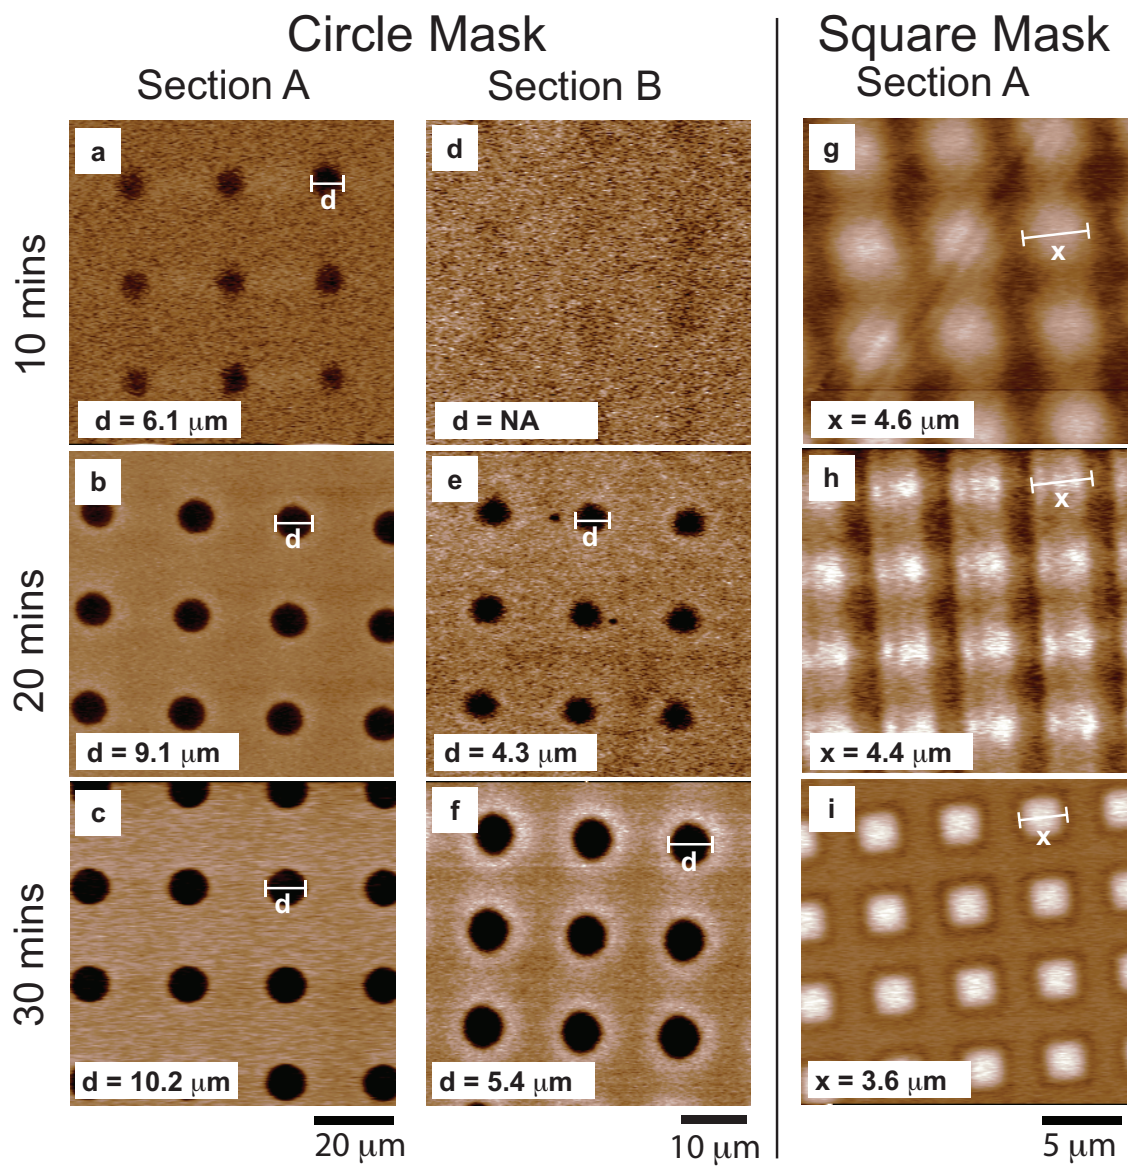 Circle Mask
Square Mask
Section A
Section B
Section A
10 mins
a
d
d = 6.1 μm
d
d = NA
g
x
x = 4.6 μm
20 mins
b
d
d = 9.1 μm
e
d
d = 4.3 μm
h
x
x = 4.4 μm
30 mins
c
d
d = 10.2 μm
f
d
d = 5.4 μm
i
x
x = 3.6 μm
20 μm
10 μm
5 μm